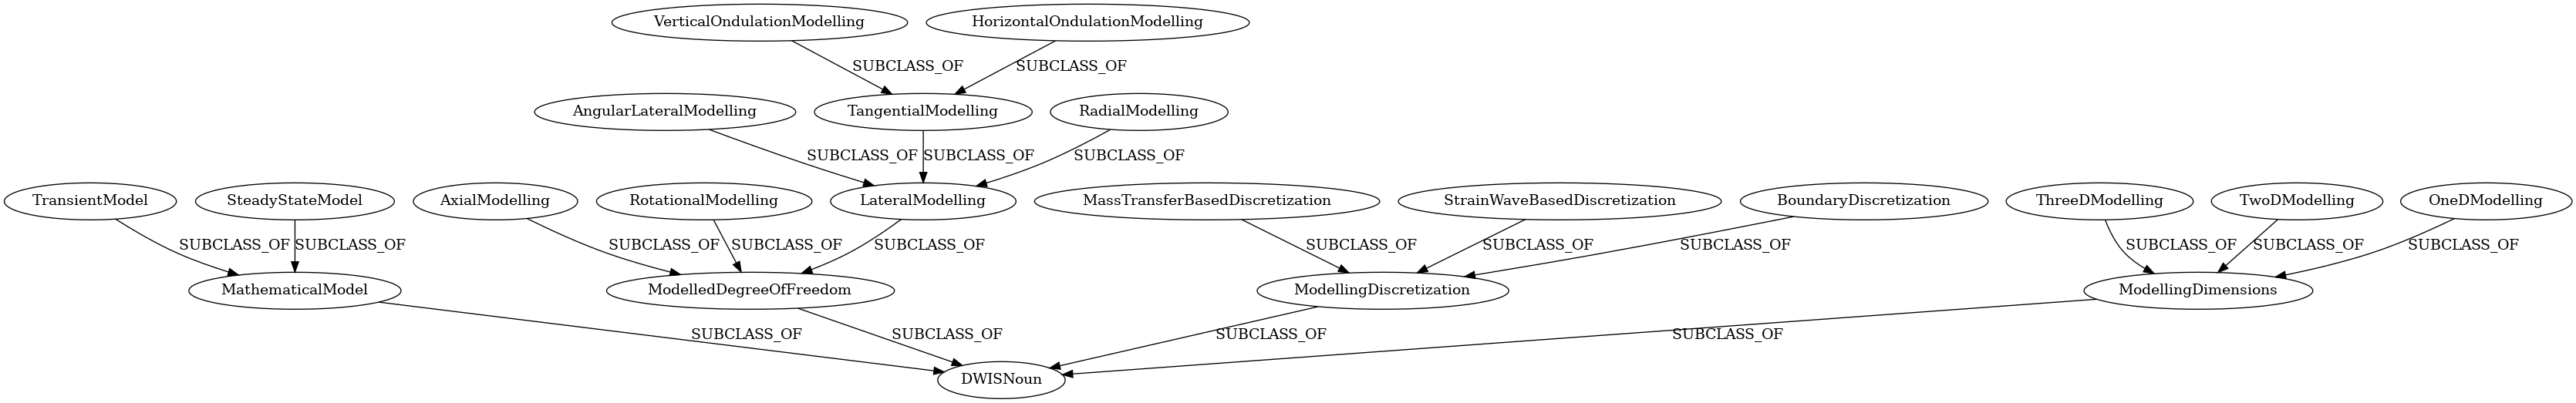 VerticalOndulationModelling
HorizontalOndulationModelling
SUBCLASS_OF
SUBCLASS_OF
AngularLateralModelling
TangentialModelling
RadialModelling
SUBCLASS_OF
SUBCLASS_OF
SUBCLASS_OF
TransientModel
SteadyStateModel
AxialModelling
RotationalModelling
LateralModelling
MassTransferBasedDiscretization
StrainWaveBasedDiscretization
BoundaryDiscretization
ThreeDModelling
TwoDModelling
OneDModelling
SUBCLASS_OF
SUBCLASS_OF
SUBCLASS_OF
SUBCLASS_OF
SUBCLASS_OF
SUBCLASS_OF
SUBCLASS_OF
SUBCLASS_OF
SUBCLASS_OF
SUBCLASS_OF
SUBCLASS_OF
MathematicalModel
ModelledDegreeOfFreedom
ModellingDiscretization
ModellingDimensions
SUBCLASS_OF
SUBCLASS_OF
SUBCLASS_OF
SUBCLASS_OF
DWISNoun